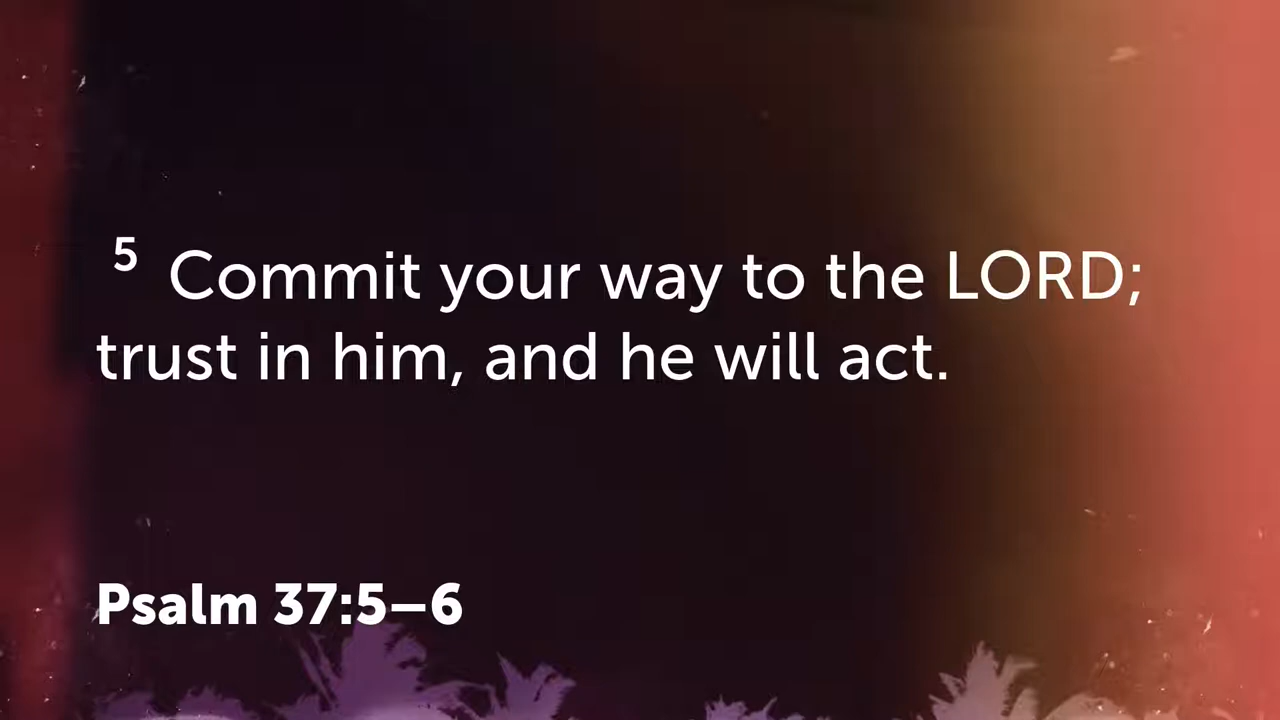 5 Commit your way to the LORD;
trust in him, and he will act.
Psalm 37:5–6